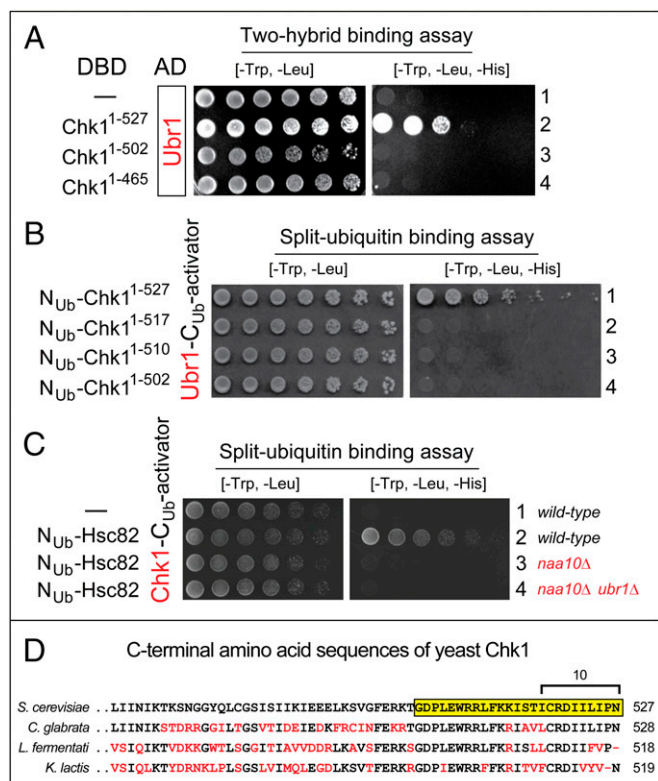 A
Two-hybrid binding assay
DBD AD [-Trp, -Leu] [-Trp, -Leu, -His]
— 1
Chk1^1-527 2
Chk1^1-502 3
Chk1^1-465 4
Ubr1
B
Split-ubiquitin binding assay
[-Trp, -Leu] [-Trp, -Leu, -His]
N_Ub-Chk1^1-527 1
N_Ub-Chk1^1-517 2
N_Ub-Chk1^1-510 3
N_Ub-Chk1^1-502 4
Ubr1-C_Ub-activator
C
Split-ubiquitin binding assay
[-Trp, -Leu] [-Trp, -Leu, -His]
— 1 wild-type
N_Ub-Hsc82 2 wild-type
N_Ub-Hsc82 3 naa10Δ
N_Ub-Hsc82 4 naa10Δ ubr1Δ
Chk1-C_Ub-activator
D C-terminal amino acid sequences of yeast Chk1
10
S. cerevisiae ..LIINIKTKSNGGYQLCGSISIIKIEEELKSVGFERKTGDPLEWRRLFKKISTICRDIILIPN 527
C. glabrata ..LIINIKSTDRRGGILTGSVTIDEIEDKFRCINFEKRTGDPLEWRRLFKRIAVLCRDIILIPN 528
L. fermentati ..VSIQIKTVDKKGWTLSGGITIAVVDDRLKAVSFERKSGDPLEWRRLFKRISLLCRDIIFVP- 518
K. lactis ..VSIQLKTYDRNKLPLSGSLVIMQLEGDLKSVTFERKSGDPLEWRRFFKKITVFCRDIVYV-N 519